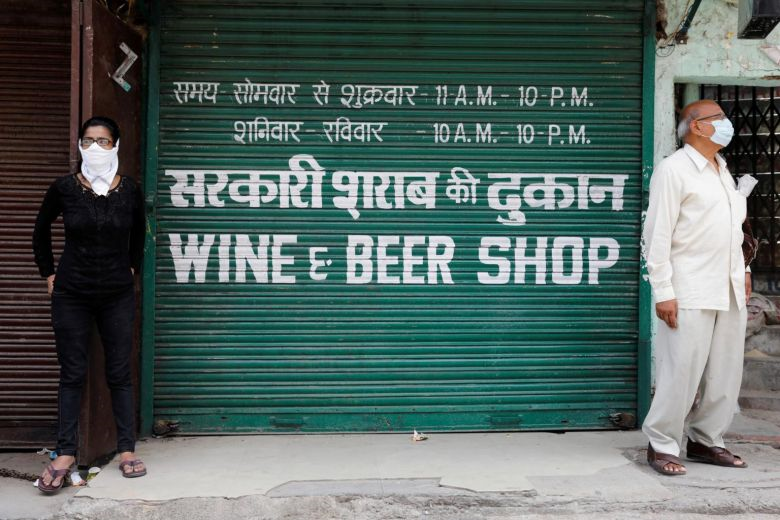 समय सोमवार से शुक्रवार - 11 A.M. - 10 P.M.
शनिवार - रविवार - 10 A.M. - 10 P.M.
सरकारी शराब की दुकान
WINE & BEER SHOP